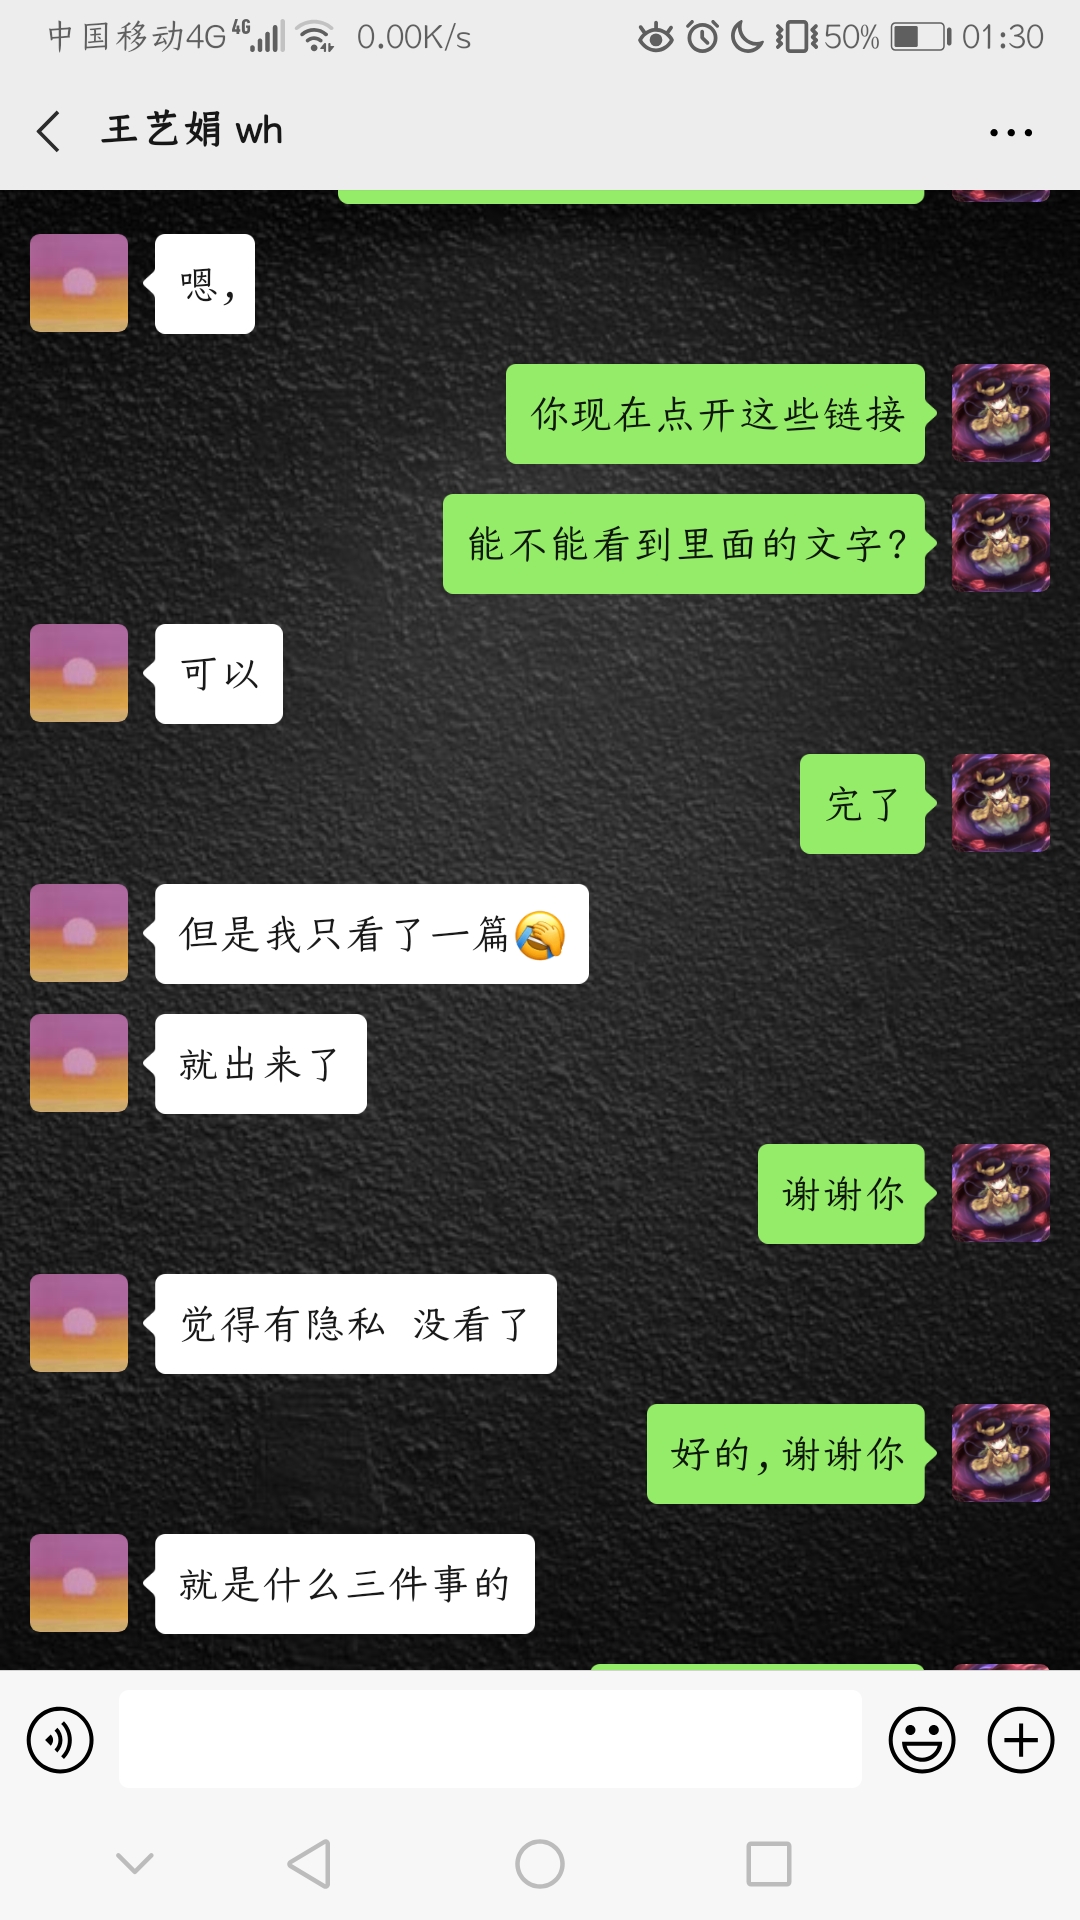 中国移动4G 4G 0.00K/s 50% 01:30
王艺娟 wh
嗯，
你现在点开这些链接
能不能看到里面的文字？
可以
完了
但是我只看了一篇🤦
就出来了
谢谢你
觉得有隐私 没看了
好的，谢谢你
就是什么三件事的